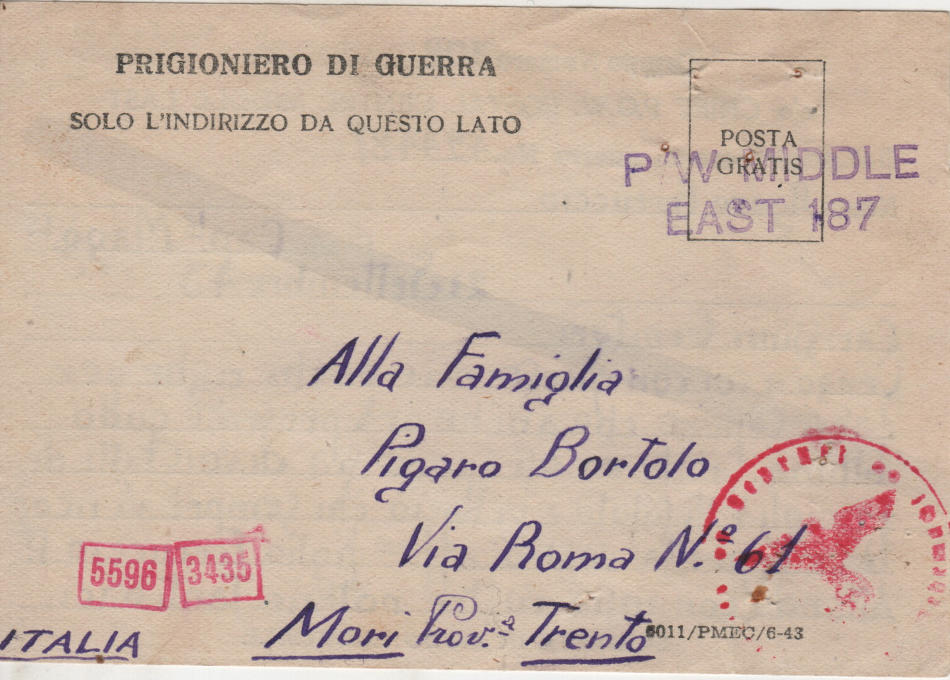 PRIGIONIERO DI GUERRA
SOLO L'INDIRIZZO DA QUESTO LATO
POSTA
GRATIS
P/W MIDDLE
EAST 187
Alla Famiglia
Pigaro Bortolo
Via Roma N.º 61
Mori Prov.ª Trento
ITALIA
5596
3435
5011/PMEC/6-43